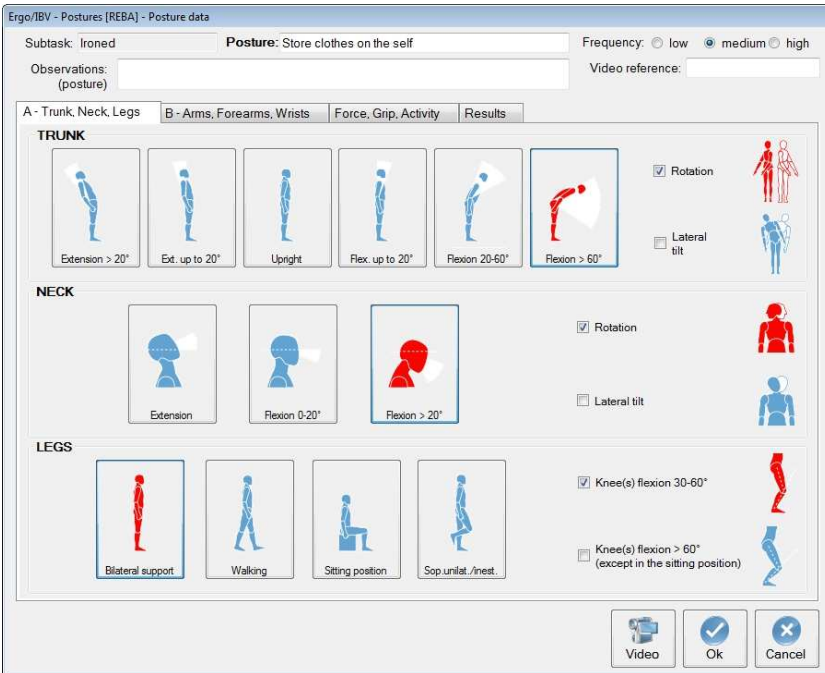 Ergo/IBV - Postures [REBA] - Posture data
Subtask: Ironed Posture: Store clothes on the self Frequency: low medium high
Observations: (posture) Video reference:
A - Trunk, Neck, Legs B - Arms, Forearms, Wrists Force, Grip, Activity Results
TRUNK
Rotation
Lateral tilt
Extension > 20° Ext. up to 20° Upright Flex. up to 20° Flexion 20-60° Flexion > 60°
NECK
Rotation
Lateral tilt
Extension Flexion 0-20° Flexion > 20°
LEGS
Knee(s) flexion 30-60°
Knee(s) flexion > 60°
(except in the sitting position)
Bilateral support Walking Sitting position Sop.unilat./inest.
Video Ok Cancel